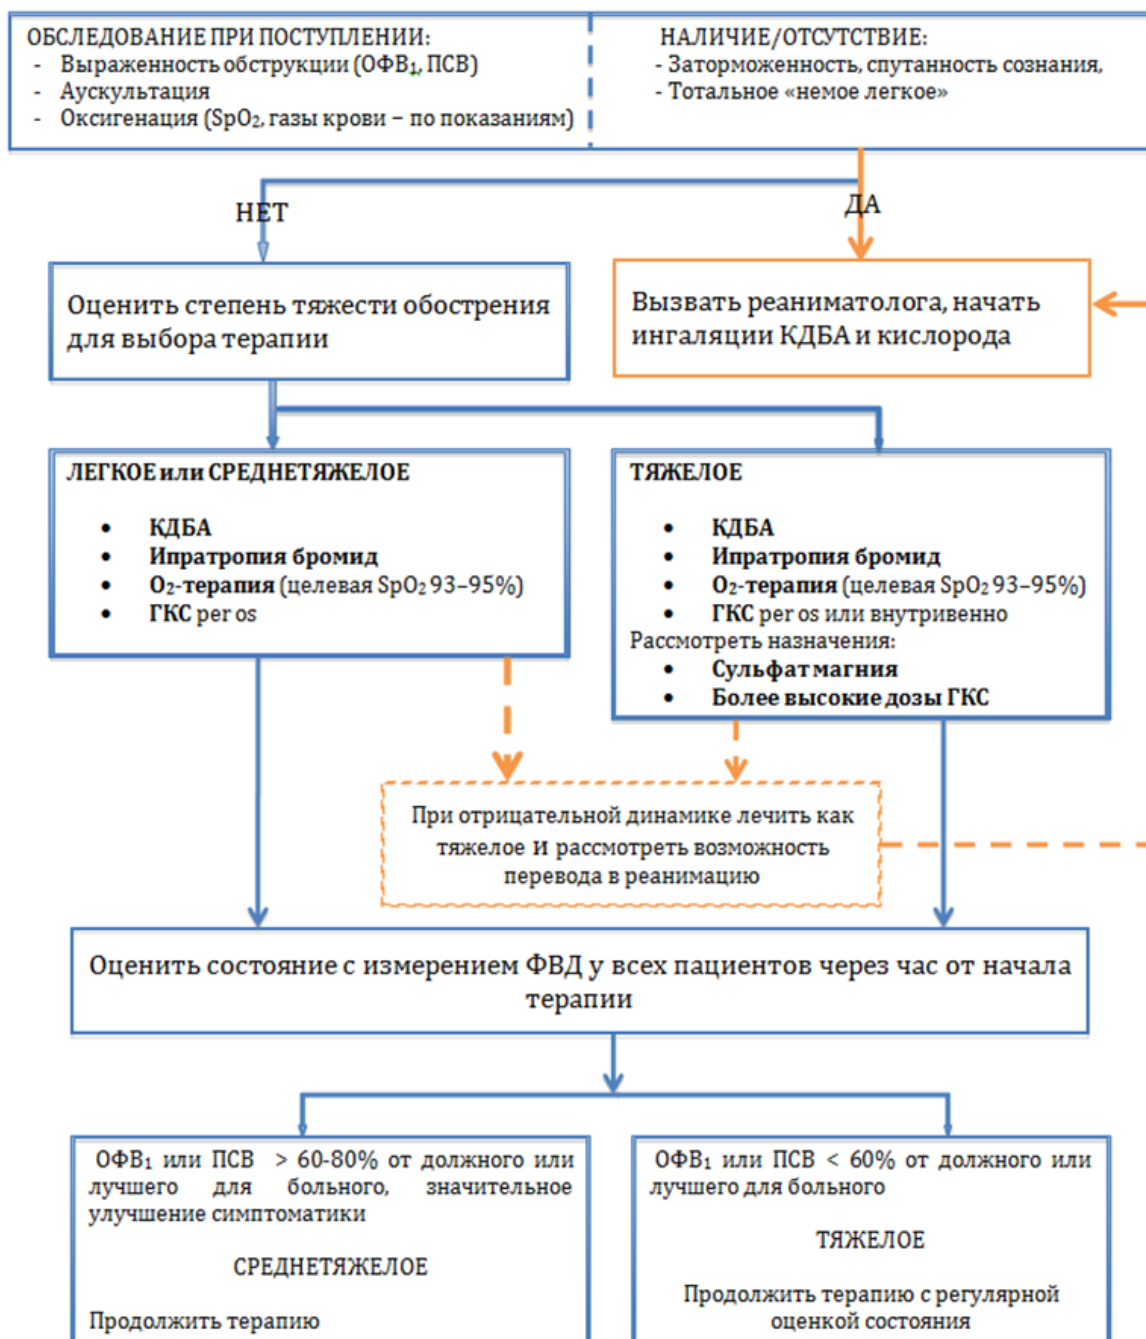 ОБСЛЕДОВАНИЕ ПРИ ПОСТУПЛЕНИИ:
- Выраженность обструкции (ОФВ₁, ПСВ)
- Аускультация
- Оксигенация (SpO₂, газы крови – по показаниям)
НАЛИЧИЕ/ОТСУТСТВИЕ:
- Заторможенность, спутанность сознания,
- Тотальное «немое легкое»
НЕТ
ДА
Оценить степень тяжести обострения
для выбора терапии
Вызвать реаниматолога, начать
ингаляции КДБА и кислорода
ЛЕГКОЕ или СРЕДНЕТЯЖЕЛОЕ
• КДБА
• Ипратропия бромид
• О₂-терапия (целевая SpO₂ 93–95%)
• ГКС per os
ТЯЖЕЛОЕ
• КДБА
• Ипратропия бромид
• О₂-терапия (целевая SpO₂ 93–95%)
• ГКС per os или внутривенно
Рассмотреть назначения:
• Сульфат магния
• Более высокие дозы ГКС
При отрицательной динамике лечить как
тяжелое и рассмотреть возможность
перевода в реанимацию
Оценить состояние с измерением ФВД у всех пациентов через час от начала
терапии
ОФВ₁ или ПСВ > 60-80% от должного или
лучшего для больного, значительное
улучшение симптоматики
СРЕДНЕТЯЖЕЛОЕ
Продолжить терапию
ОФВ₁ или ПСВ < 60% от должного или
лучшего для больного
ТЯЖЕЛОЕ
Продолжить терапию с регулярной
оценкой состояния